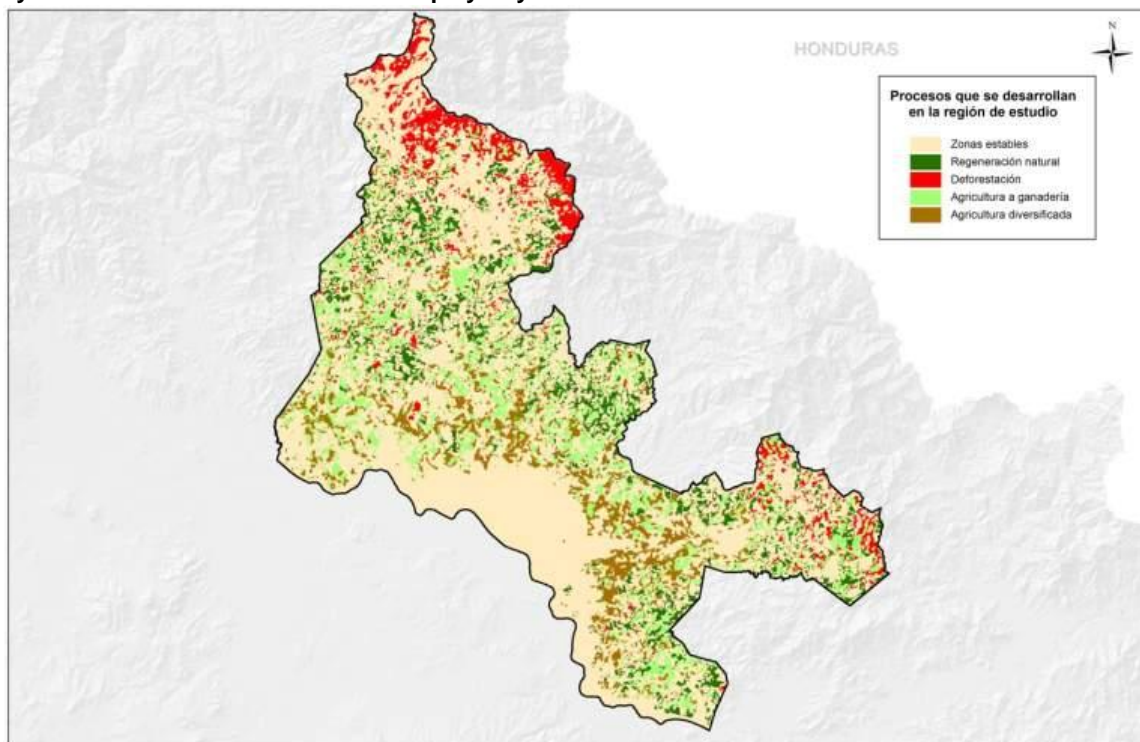 HONDURAS
N
Procesos que se desarrollan
en la región de estudio
Zonas estables
Regeneración natural
Deforestación
Agricultura a ganadería
Agricultura diversificada